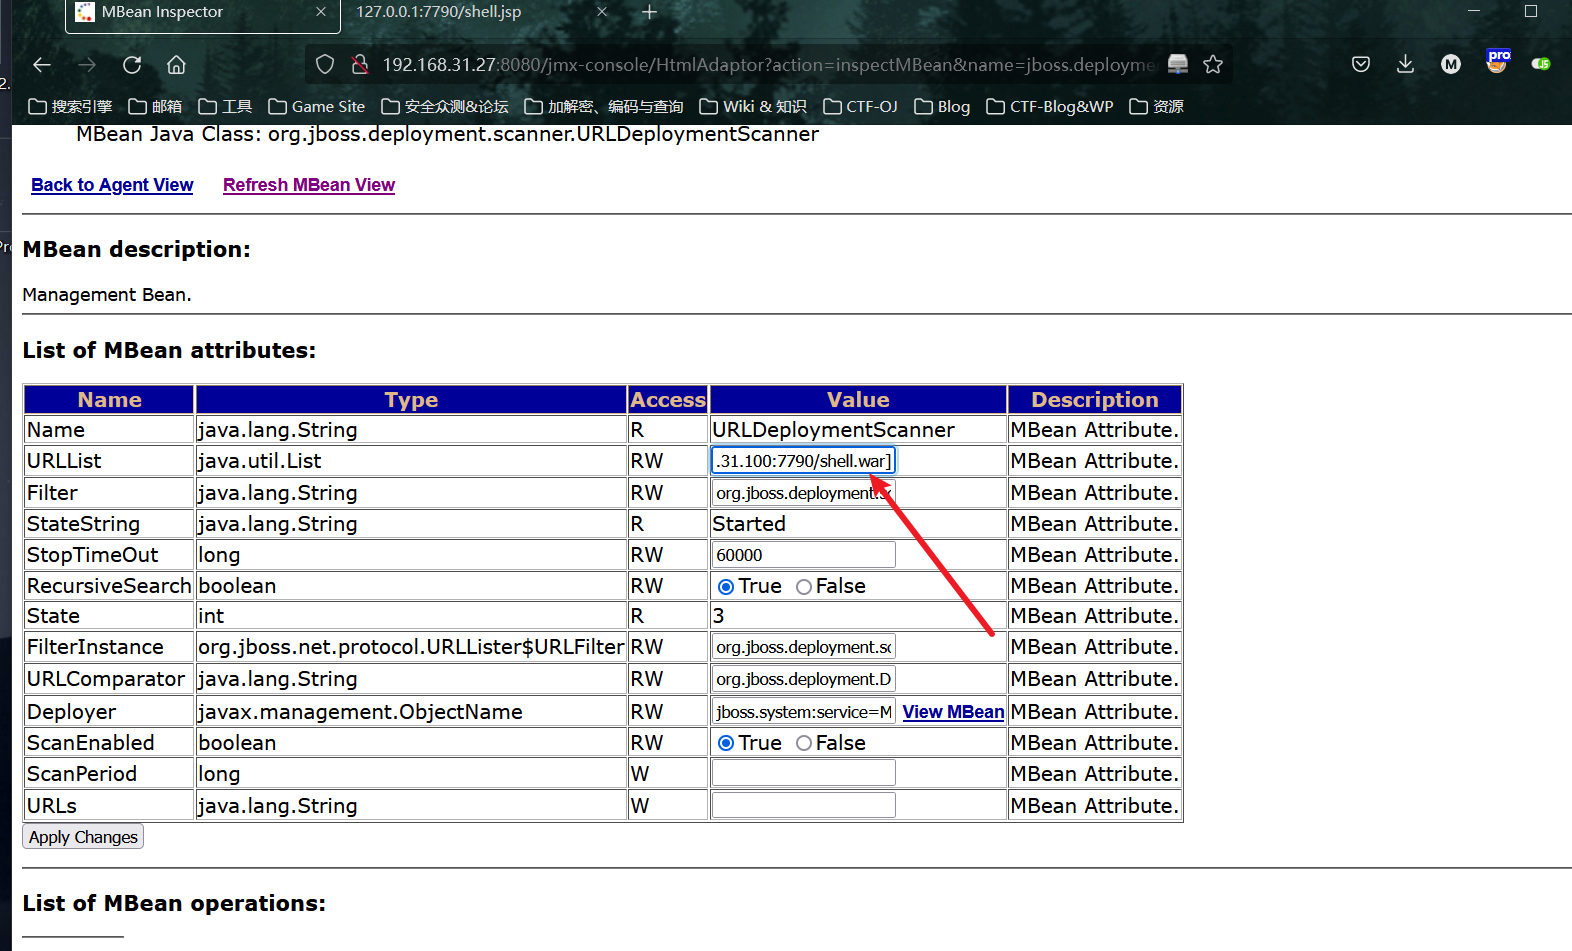 MBean Inspector
127.0.0.1:7790/shell.jsp
192.168.31.27:8080/jmx-console/HtmlAdaptor?action=inspectMBean&name=jboss.deployme
pro
M
JS
搜索引擎 邮箱 工具 Game Site 安全众测&论坛 加解密、编码与查询 Wiki & 知识 CTF-OJ Blog CTF-Blog&WP 资源
MBean Java Class: org.jboss.deployment.scanner.URLDeploymentScanner
Back to Agent View Refresh MBean View
MBean description:
Management Bean.
List of MBean attributes:
Name Type Access Value Description
Name java.lang.String R URLDeploymentScanner MBean Attribute.
URLList java.util.List RW .31.100:7790/shell.war] MBean Attribute.
Filter java.lang.String RW org.jboss.deployment.sc MBean Attribute.
StateString java.lang.String R Started MBean Attribute.
StopTimeOut long RW 60000 MBean Attribute.
RecursiveSearch boolean RW True False MBean Attribute.
State int R 3 MBean Attribute.
FilterInstance org.jboss.net.protocol.URLLister$URLFilter RW org.jboss.deployment.sc MBean Attribute.
URLComparator java.lang.String RW org.jboss.deployment.D MBean Attribute.
Deployer javax.management.ObjectName RW jboss.system:service=M View MBean MBean Attribute.
ScanEnabled boolean RW True False MBean Attribute.
ScanPeriod long W MBean Attribute.
URLs java.lang.String W MBean Attribute.
Apply Changes
List of MBean operations: